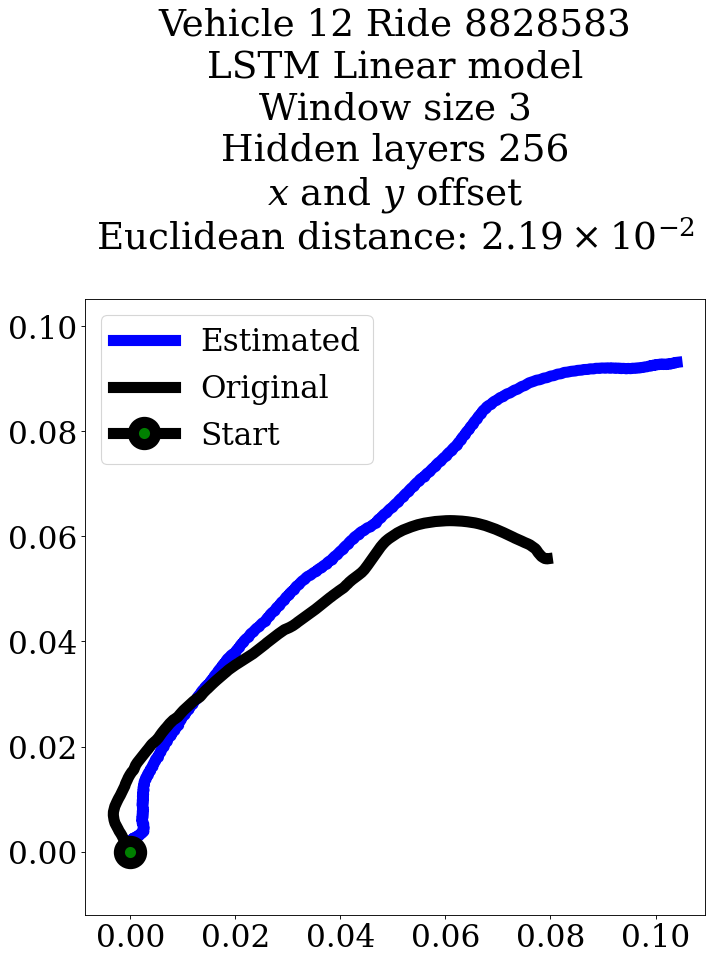 Vehicle 12 Ride 8828583
LSTM Linear model
Window size 3
Hidden layers 256
x and y offset
Euclidean distance: 2.19 × 10⁻²
Estimated
Original
Start
0.10
0.08
0.06
0.04
0.02
0.00
0.00 0.02 0.04 0.06 0.08 0.10